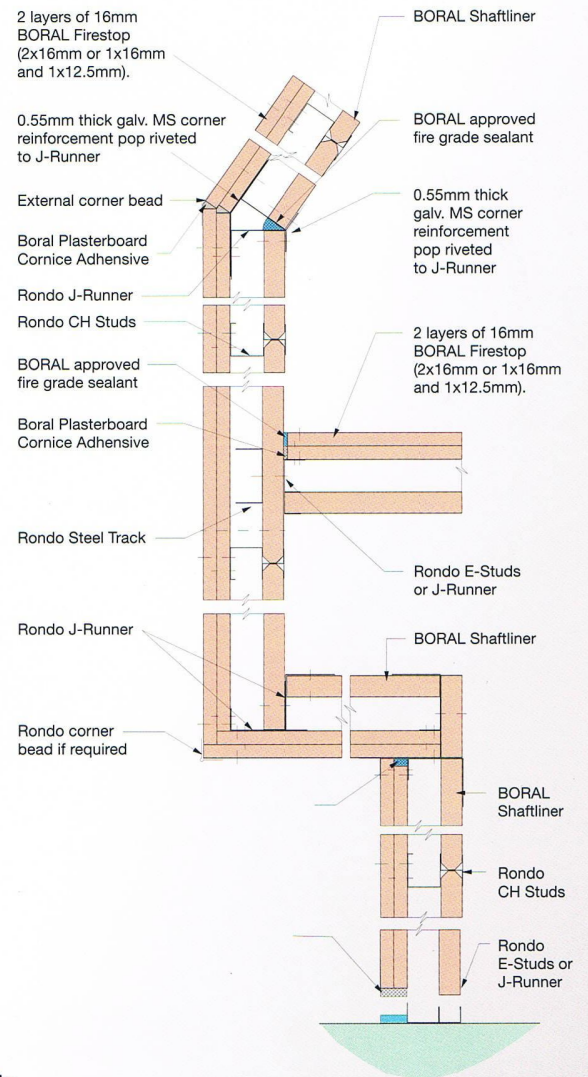 2 layers of 16mm
BORAL Firestop
(2x16mm or 1x16mm
and 1x12.5mm).
BORAL Shaftliner
0.55mm thick galv. MS corner
reinforcement pop riveted
to J-Runner
BORAL approved
fire grade sealant
External corner bead
0.55mm thick
galv. MS corner
reinforcement
pop riveted
to J-Runner
Boral Plasterboard
Cornice Adhensive
Rondo J-Runner
Rondo CH Studs
2 layers of 16mm
BORAL Firestop
(2x16mm or 1x16mm
and 1x12.5mm).
BORAL approved
fire grade sealant
Boral Plasterboard
Cornice Adhensive
Rondo Steel Track
Rondo E-Studs
or J-Runner
Rondo J-Runner
BORAL Shaftliner
Rondo corner
bead if required
BORAL
Shaftliner
Rondo
CH Studs
Rondo
E-Studs or
J-Runner